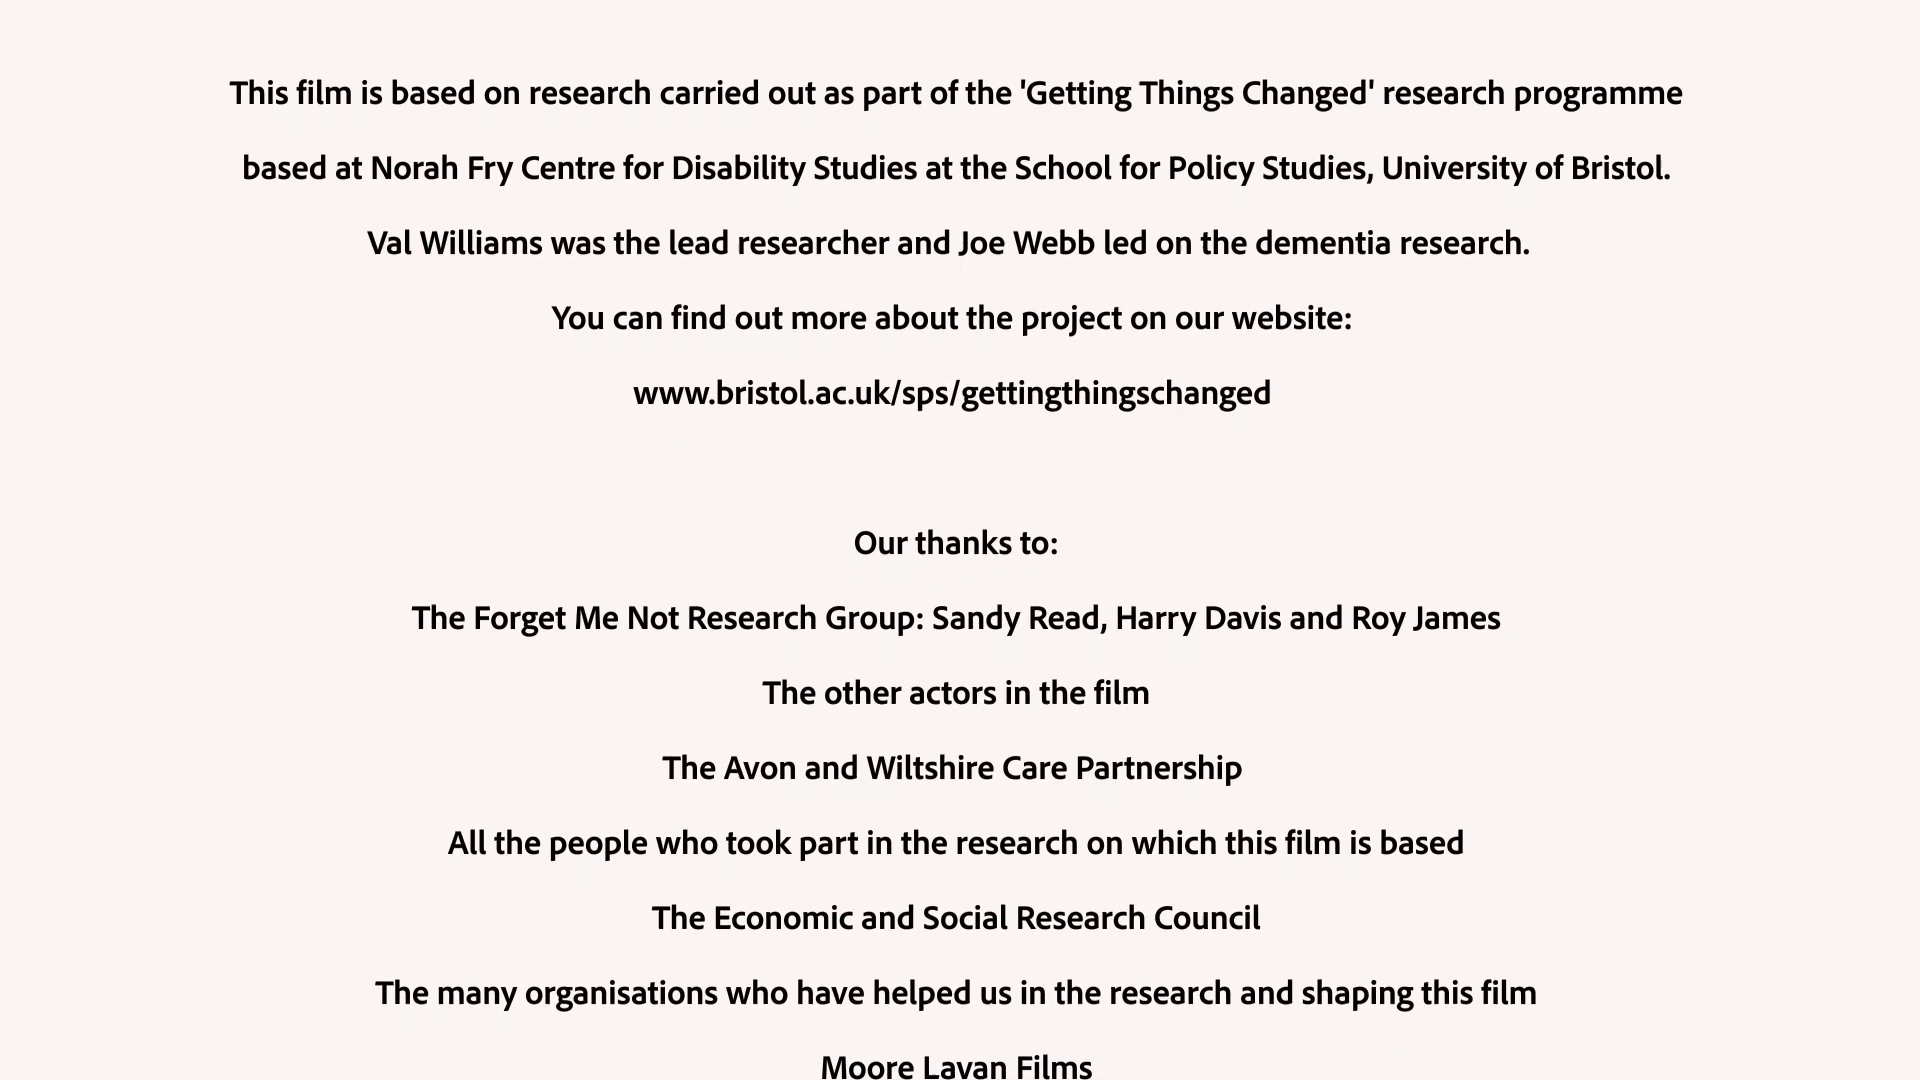 This film is based on research carried out as part of the 'Getting Things Changed' research programme
based at Norah Fry Centre for Disability Studies at the School for Policy Studies, University of Bristol.
Val Williams was the lead researcher and Joe Webb led on the dementia research.
You can find out more about the project on our website:
www.bristol.ac.uk/sps/gettingthingschanged
Our thanks to:
The Forget Me Not Research Group: Sandy Read, Harry Davis and Roy James
The other actors in the film
The Avon and Wiltshire Care Partnership
All the people who took part in the research on which this film is based
The Economic and Social Research Council
The many organisations who have helped us in the research and shaping this film
Moore Lavan Films